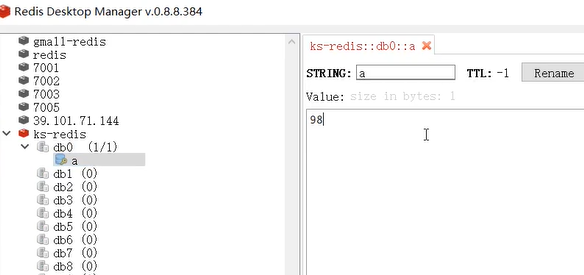 Redis Desktop Manager v.0.8.8.384
gmall-redis
redis
7001
7002
7003
7005
39.101.71.144
ks-redis
db0 (1/1)
a
db1 (0)
db2 (0)
db3 (0)
db4 (0)
db5 (0)
db6 (0)
db7 (0)
db8 (0)
ks-redis::db0::a
STRING: a TTL: -1 Rename
Value: size in bytes: 1
98